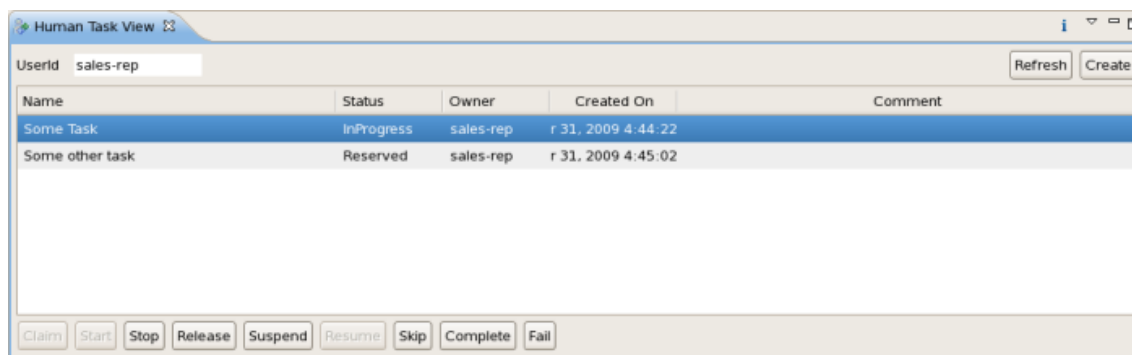 Human Task View
UserId sales-rep Refresh Create
Name Status Owner Created On Comment
Some Task InProgress sales-rep r 31, 2009 4:44:22
Some other task Reserved sales-rep r 31, 2009 4:45:02
Claim Start Stop Release Suspend Resume Skip Complete Fail